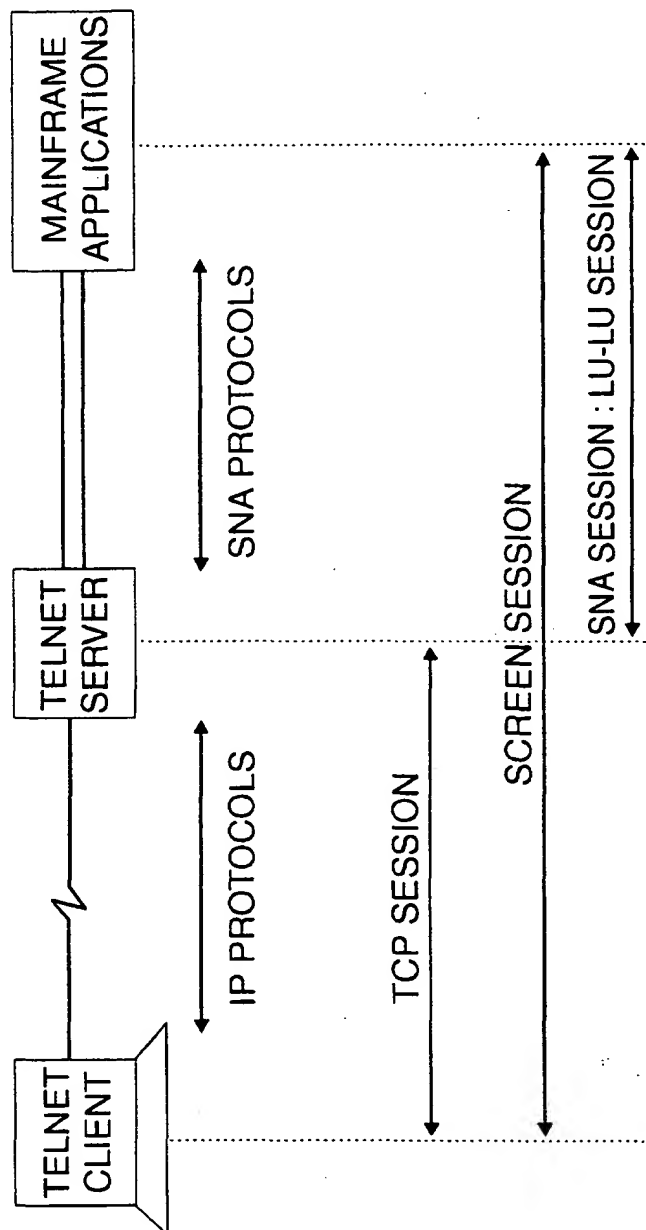 TELNET
CLIENT
TELNET
SERVER
MAINFRAME
APPLICATIONS
IP PROTOCOLS
SNA PROTOCOLS
TCP SESSION
SCREEN SESSION
SNA SESSION : LU-LU SESSION